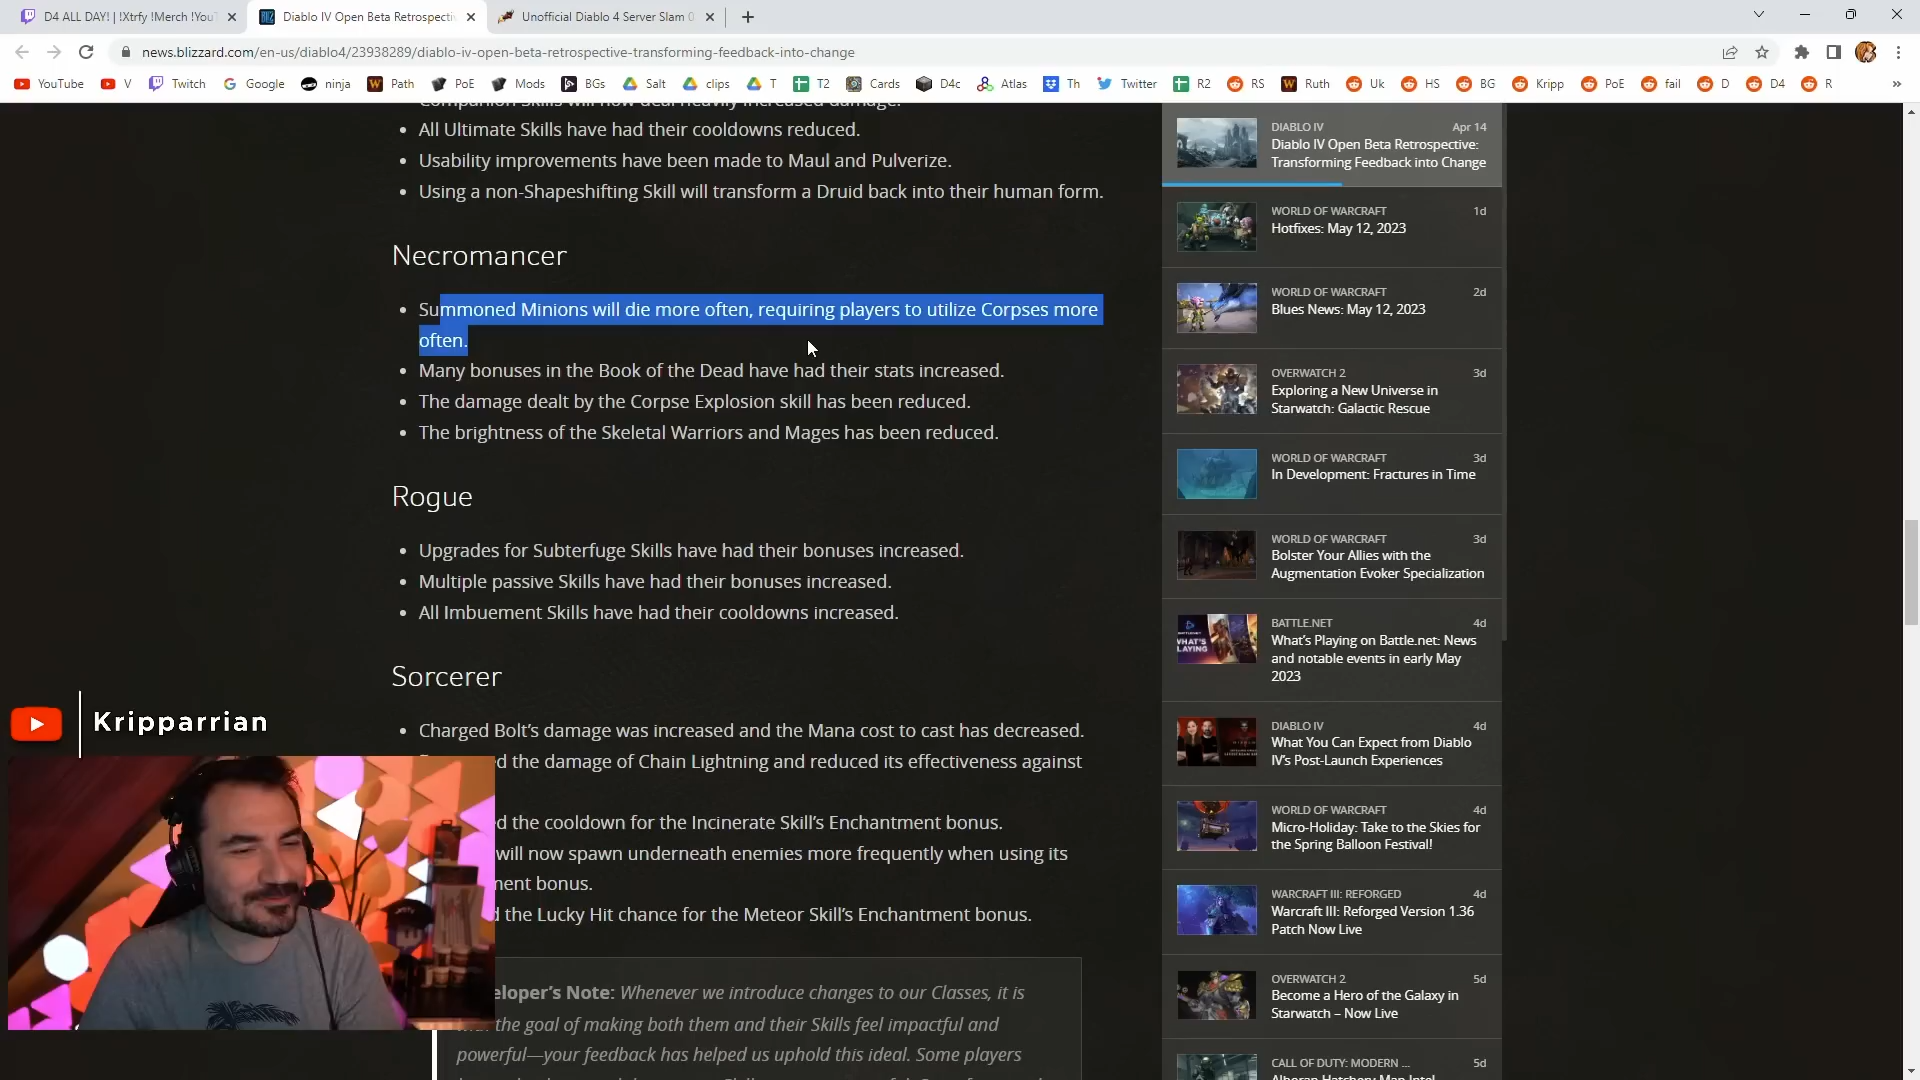 D4 ALL DAY! | !Xtrfy !Merch !You
Diablo IV Open Beta Retrospectiv
Unofficial Diablo 4 Server Slam
news.blizzard.com/en-us/diablo4/23938289/diablo-iv-open-beta-retrospective-transforming-feedback-into-change
YouTube V Twitch Google ninja Path PoE Mods BGs Salt clips T T2 Cards D4c Atlas Th Twitter R2 RS Ruth Uk HS BG Kripp PoE fail D D4 R
Companion Skills will now deal heavily increased damage.
All Ultimate Skills have had their cooldowns reduced.
Usability improvements have been made to Maul and Pulverize.
Using a non-Shapeshifting Skill will transform a Druid back into their human form.
Necromancer
Summoned Minions will die more often, requiring players to utilize Corpses more
often.
Many bonuses in the Book of the Dead have had their stats increased.
The damage dealt by the Corpse Explosion skill has been reduced.
The brightness of the Skeletal Warriors and Mages has been reduced.
Rogue
Upgrades for Subterfuge Skills have had their bonuses increased.
Multiple passive Skills have had their bonuses increased.
All Imbuement Skills have had their cooldowns increased.
Sorcerer
Charged Bolt's damage was increased and the Mana cost to cast has decreased.
d the damage of Chain Lightning and reduced its effectiveness against
d the cooldown for the Incinerate Skill's Enchantment bonus.
will now spawn underneath enemies more frequently when using its
ment bonus.
d the Lucky Hit chance for the Meteor Skill's Enchantment bonus.
eloper's Note: Whenever we introduce changes to our Classes, it is
the goal of making both them and their Skills feel impactful and
powerful—your feedback has helped us uphold this ideal. Some players
Kripparrian
DIABLO IV Apr 14
Diablo IV Open Beta Retrospective:
Transforming Feedback into Change
WORLD OF WARCRAFT 1d
Hotfixes: May 12, 2023
WORLD OF WARCRAFT 2d
Blues News: May 12, 2023
OVERWATCH 2 3d
Exploring a New Universe in
Starwatch: Galactic Rescue
WORLD OF WARCRAFT 3d
In Development: Fractures in Time
WORLD OF WARCRAFT 3d
Bolster Your Allies with the
Augmentation Evoker Specialization
WHAT'S
PLAYING
BATTLE.NET 4d
What's Playing on Battle.net: News
and notable events in early May
2023
DIABLO IV 4d
What You Can Expect from Diablo
IV's Post-Launch Experiences
WORLD OF WARCRAFT 4d
Micro-Holiday: Take to the Skies for
the Spring Balloon Festival!
WARCRAFT III: REFORGED 4d
Warcraft III: Reforged Version 1.36
Patch Now Live
OVERWATCH 2 5d
Become a Hero of the Galaxy in
Starwatch – Now Live
CALL OF DUTY: MODERN ... 5d